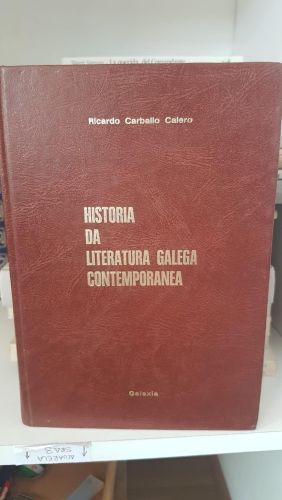 Ricardo Carballo Calero
HISTORIA
DA
LITERATURA GALEGA
CONTEMPORANEA
Galaxia